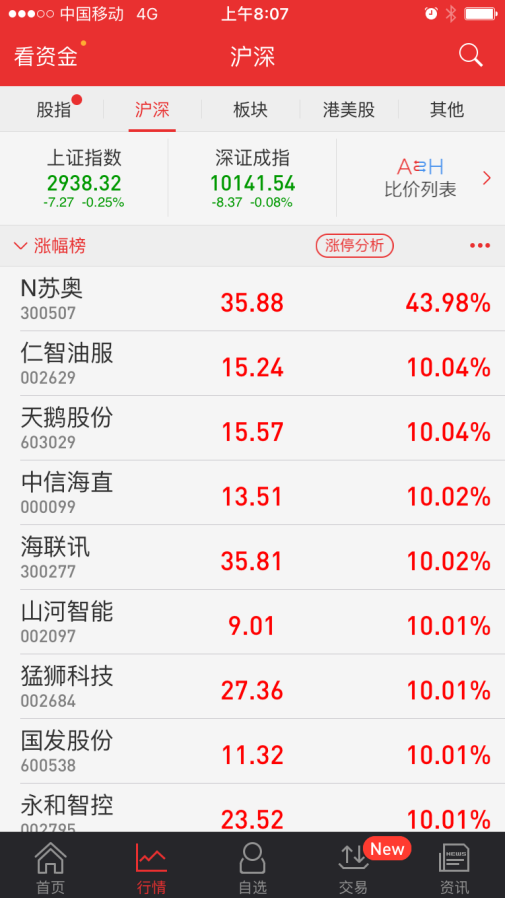 中国移动 4G 上午8:07
看资金 沪深
股指 沪深 板块 港美股 其他
上证指数 深证成指 A⇌H
2938.32 10141.54 比价列表
-7.27 -0.25% -8.37 -0.08%
涨幅榜 涨停分析
N苏奥 35.88 43.98%
300507
仁智油服 15.24 10.04%
002629
天鹅股份 15.57 10.04%
603029
中信海直 13.51 10.02%
000099
海联讯 35.81 10.02%
300277
山河智能 9.01 10.01%
002097
猛狮科技 27.36 10.01%
002684
国发股份 11.32 10.01%
600538
永和智控 23.52 10.01%
002795
New
NEWS
首页 行情 自选 交易 资讯